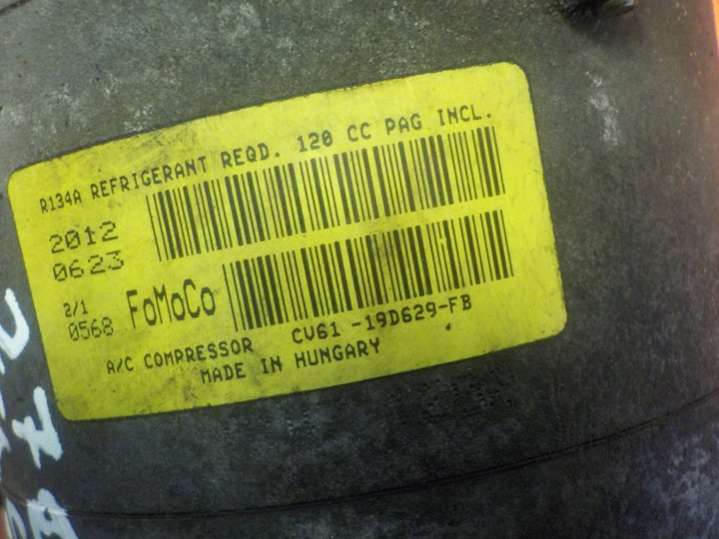 R134A REFRIGERANT REQD. 120 CC PAG INCL.
2012
0623
2/1
0568
FoMoCo
A/C COMPRESSOR CV61-19D629-FB
MADE IN HUNGARY